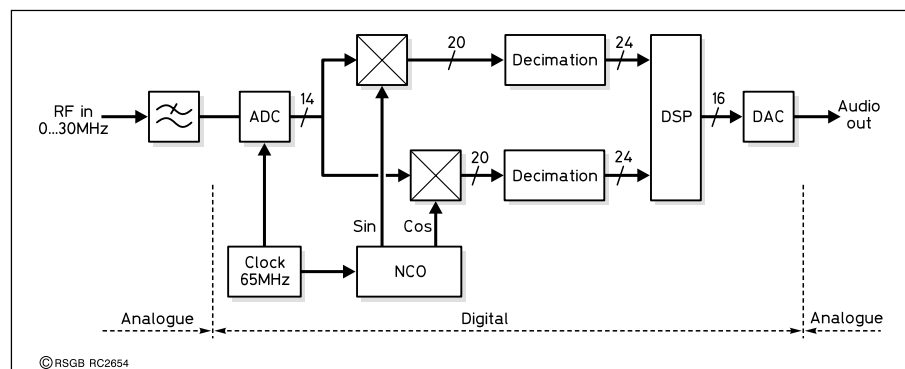 20
24
Decimation
14
16
RF in
0...30MHz
ADC
DSP
DAC
Audio
out
20
24
Decimation
Sin
Cos
Clock
65MHz
NCO
Analogue
Digital
Analogue
©RSGB RC2654